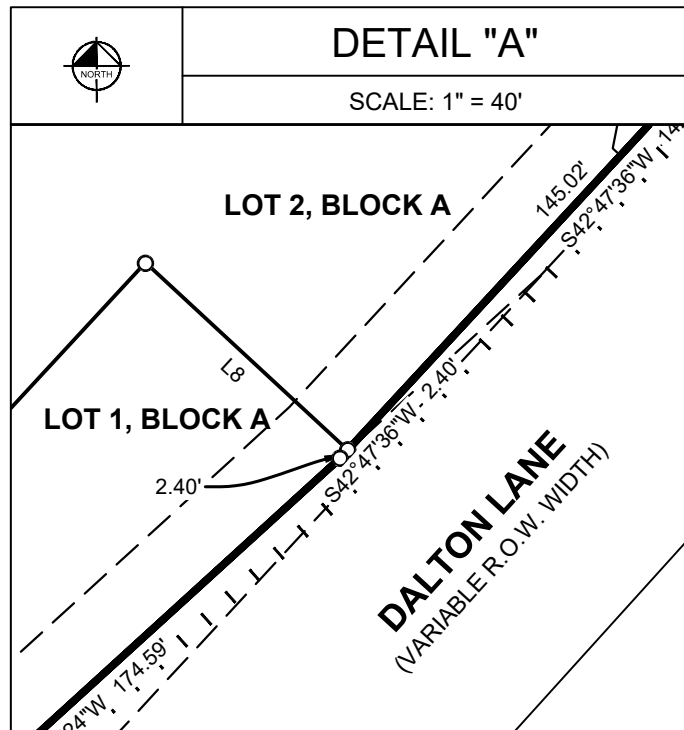 NORTH
DETAIL "A"
SCALE: 1" = 40'
145.02'
S42°47'36"W
LOT 2, BLOCK A
L8
LOT 1, BLOCK A
2.40'
S42°47'36"W - 2.40'
DALTON LANE
(VARIABLE R.O.W. WIDTH)
24"W 174.59'